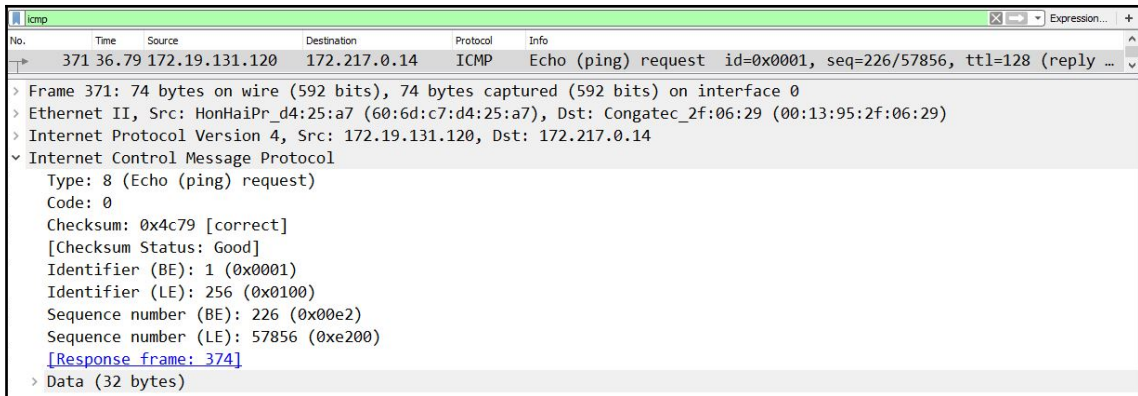 icmp Expression... +
No. Time Source Destination Protocol Info
371 36.79 172.19.131.120 172.217.0.14 ICMP Echo (ping) request id=0x0001, seq=226/57856, ttl=128 (reply …
> Frame 371: 74 bytes on wire (592 bits), 74 bytes captured (592 bits) on interface 0
> Ethernet II, Src: HonHaiPr_d4:25:a7 (60:6d:c7:d4:25:a7), Dst: Congatec_2f:06:29 (00:13:95:2f:06:29)
> Internet Protocol Version 4, Src: 172.19.131.120, Dst: 172.217.0.14
Internet Control Message Protocol
Type: 8 (Echo (ping) request)
Code: 0
Checksum: 0x4c79 [correct]
[Checksum Status: Good]
Identifier (BE): 1 (0x0001)
Identifier (LE): 256 (0x0100)
Sequence number (BE): 226 (0x00e2)
Sequence number (LE): 57856 (0xe200)
[Response frame: 374]
> Data (32 bytes)